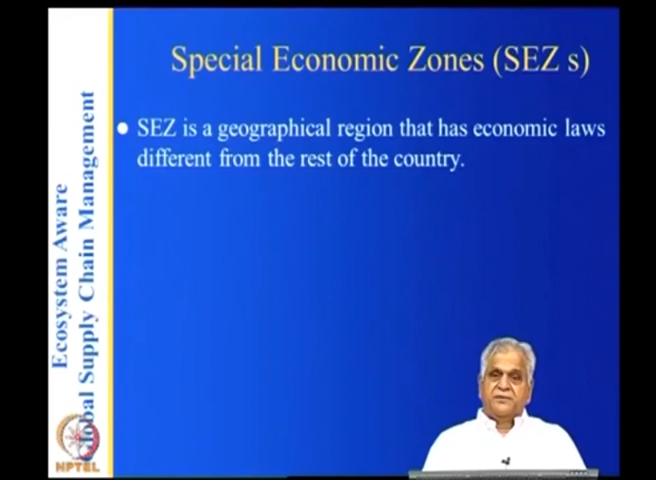 Special Economic Zones (SEZ s)
SEZ is a geographical region that has economic laws
different from the rest of the country.
Ecosystem Aware
Global Supply Chain Management
NPTEL